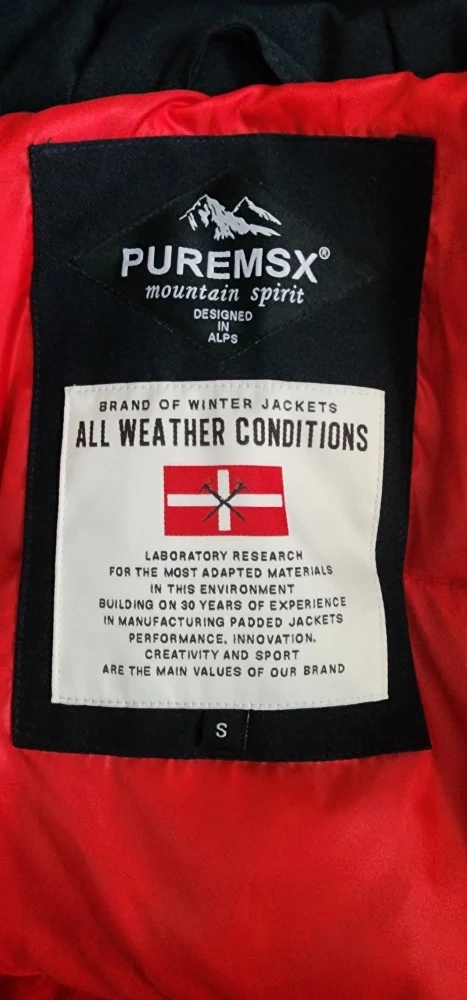 PUREMSX®
mountain spirit
DESIGNED
IN
ALPS
BRAND OF WINTER JACKETS
ALL WEATHER CONDITIONS
LABORATORY RESEARCH
FOR THE MOST ADAPTED MATERIALS
IN THIS ENVIRONMENT
BUILDING ON 30 YEARS OF EXPERIENCE
IN MANUFACTURING PADDED JACKETS
PERFORMANCE, INNOVATION,
CREATIVITY AND SPORT
ARE THE MAIN VALUES OF OUR BRAND
S